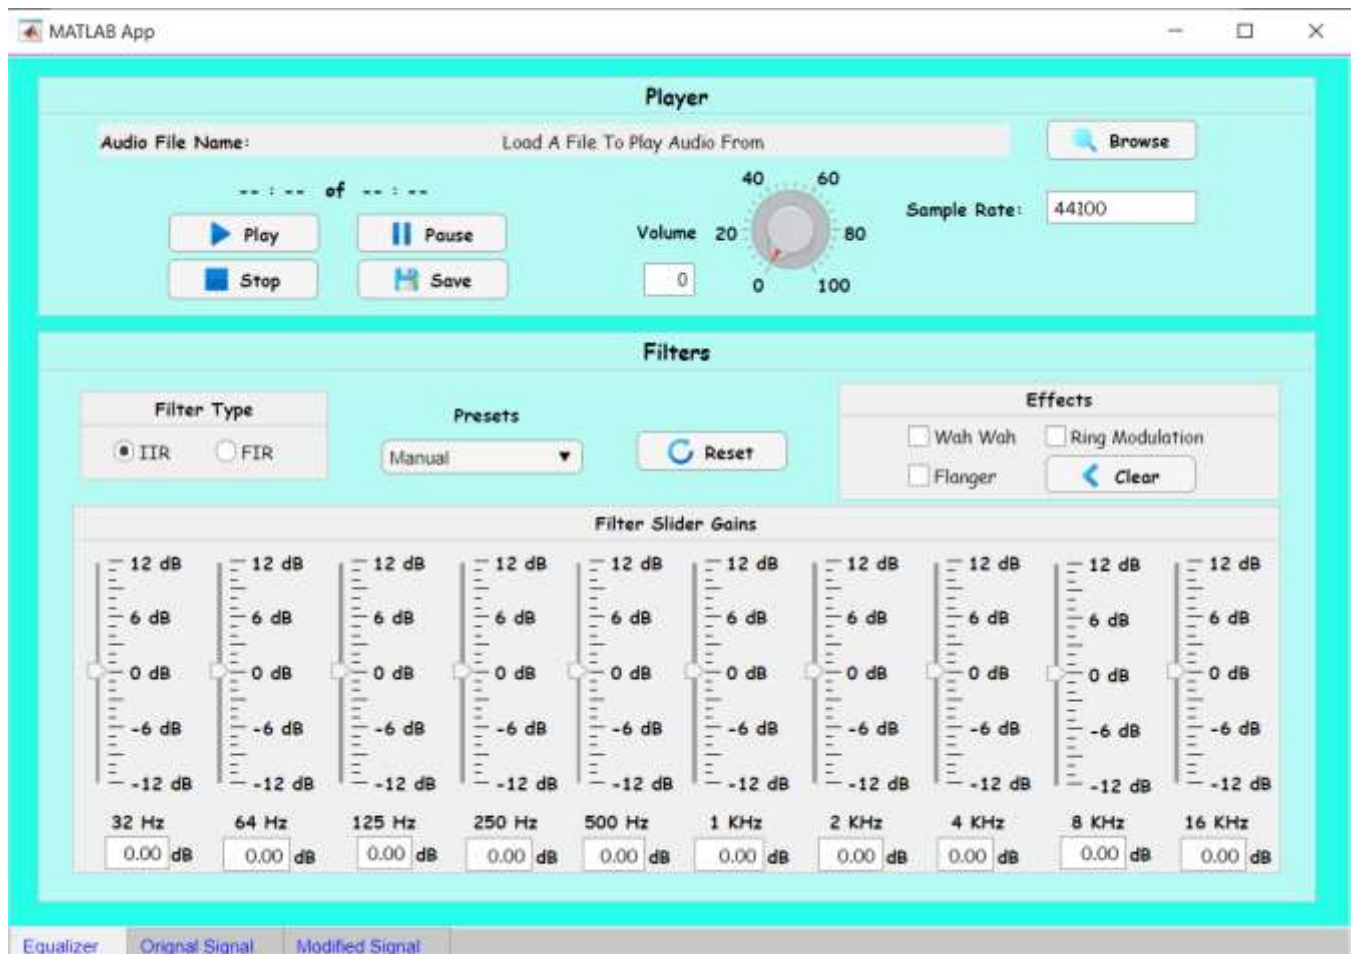 MATLAB App
Player
Audio File Name: Load A File To Play Audio From Browse
-- : -- of -- : --
40 60
Sample Rate: 44100
Play Pause Volume 20 80
Stop Save 0 0 100
Filters
Filter Type Presets Effects
IIR FIR Manual Reset Wah Wah Ring Modulation
Flanger Clear
Filter Slider Gains
12 dB 12 dB 12 dB 12 dB 12 dB 12 dB 12 dB 12 dB 12 dB 12 dB
6 dB 6 dB 6 dB 6 dB 6 dB 6 dB 6 dB 6 dB 6 dB 6 dB
0 dB 0 dB 0 dB 0 dB 0 dB 0 dB 0 dB 0 dB 0 dB 0 dB
-6 dB -6 dB -6 dB -6 dB -6 dB -6 dB -6 dB -6 dB -6 dB -6 dB
-12 dB -12 dB -12 dB -12 dB -12 dB -12 dB -12 dB -12 dB -12 dB -12 dB
32 Hz 64 Hz 125 Hz 250 Hz 500 Hz 1 KHz 2 KHz 4 KHz 8 KHz 16 KHz
0.00 dB 0.00 dB 0.00 dB 0.00 dB 0.00 dB 0.00 dB 0.00 dB 0.00 dB 0.00 dB 0.00 dB
Equalizer Orignal Signal Modified Signal